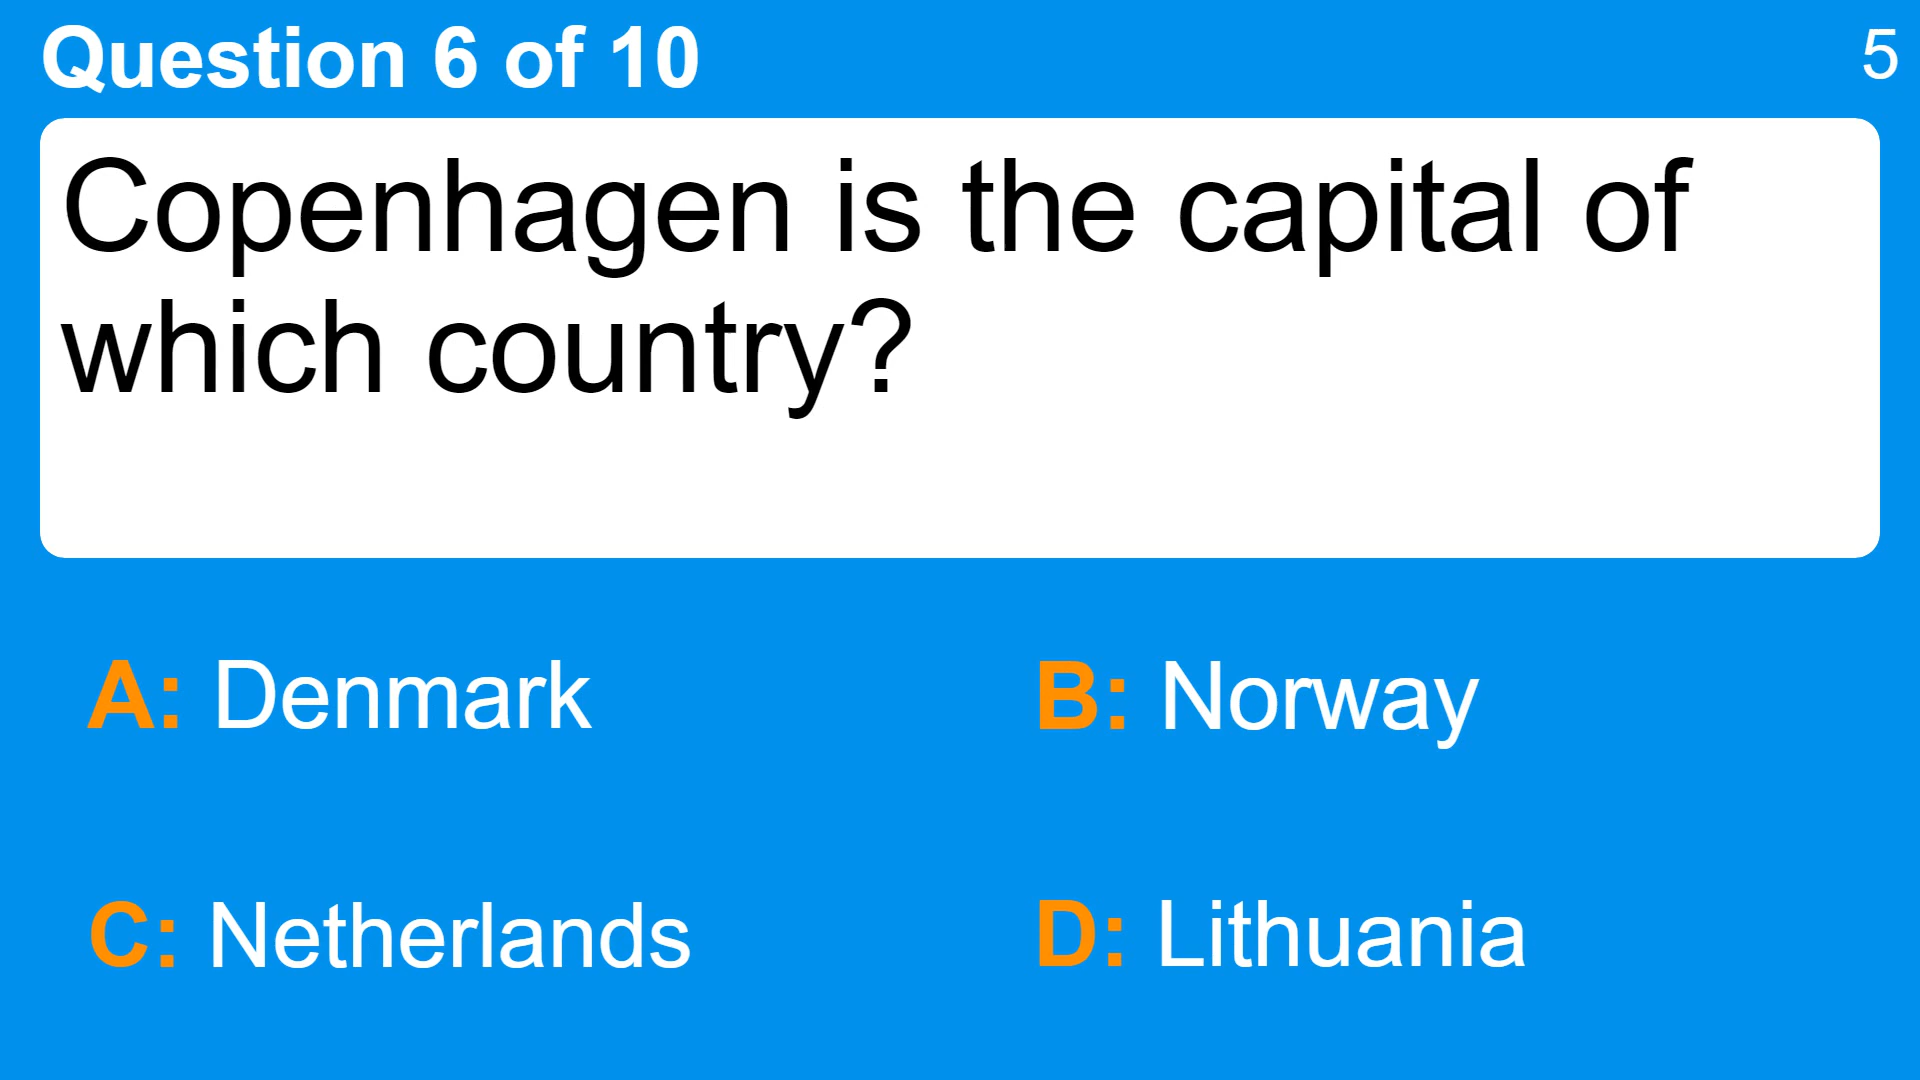 Question 6 of 10
5
Copenhagen is the capital of
which country?
A: Denmark
B: Norway
C: Netherlands
D: Lithuania